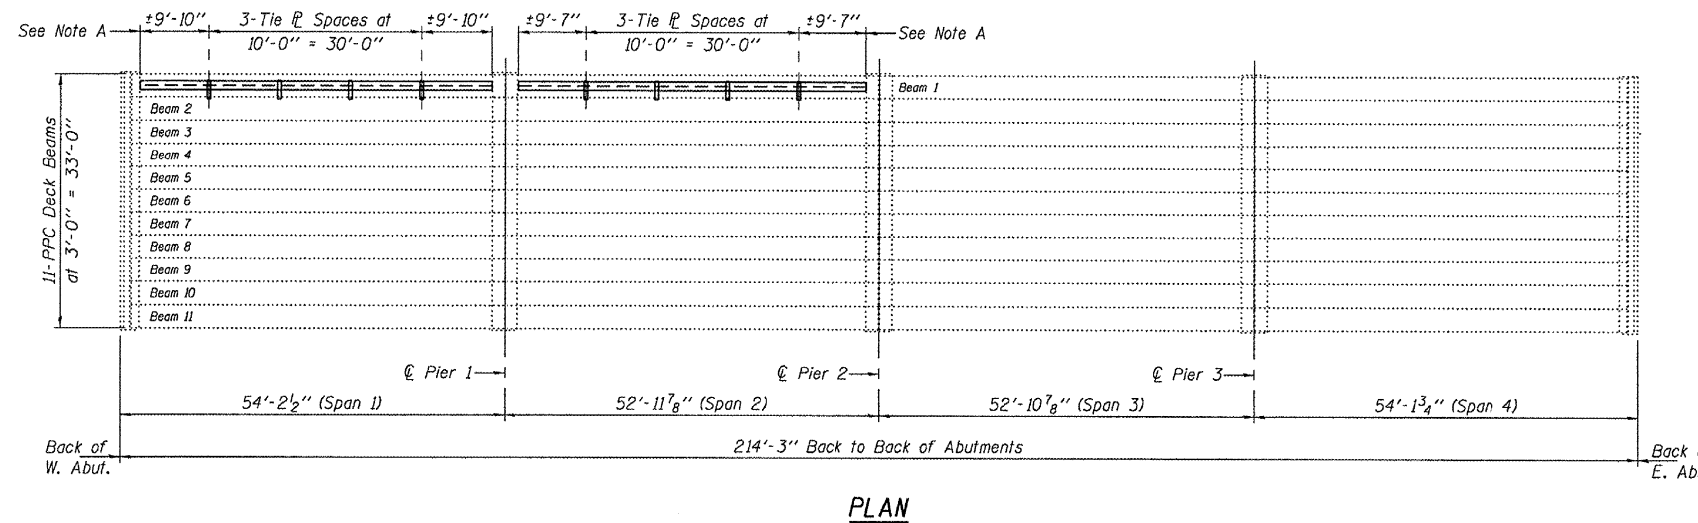 ±9'-10"
3-Tie ℙ Spaces at
10'-0" = 30'-0"
±9'-10"
±9'-7"
3-Tie ℙ Spaces at
10'-0" = 30'-0"
±9'-7"
See Note A
See Note A
11-PPC Deck Beams
at 3'-0" = 33'-0"
Beam 1
Beam 2
Beam 3
Beam 4
Beam 5
Beam 6
Beam 7
Beam 8
Beam 9
Beam 10
Beam 11
℄ Pier 1
℄ Pier 2
℄ Pier 3
54'-2½" (Span 1)
52'-11⅞" (Span 2)
52'-10⅞" (Span 3)
54'-1¾" (Span 4)
Back of
W. Abut.
214'-3" Back to Back of Abutments
Back
E. Ab
PLAN